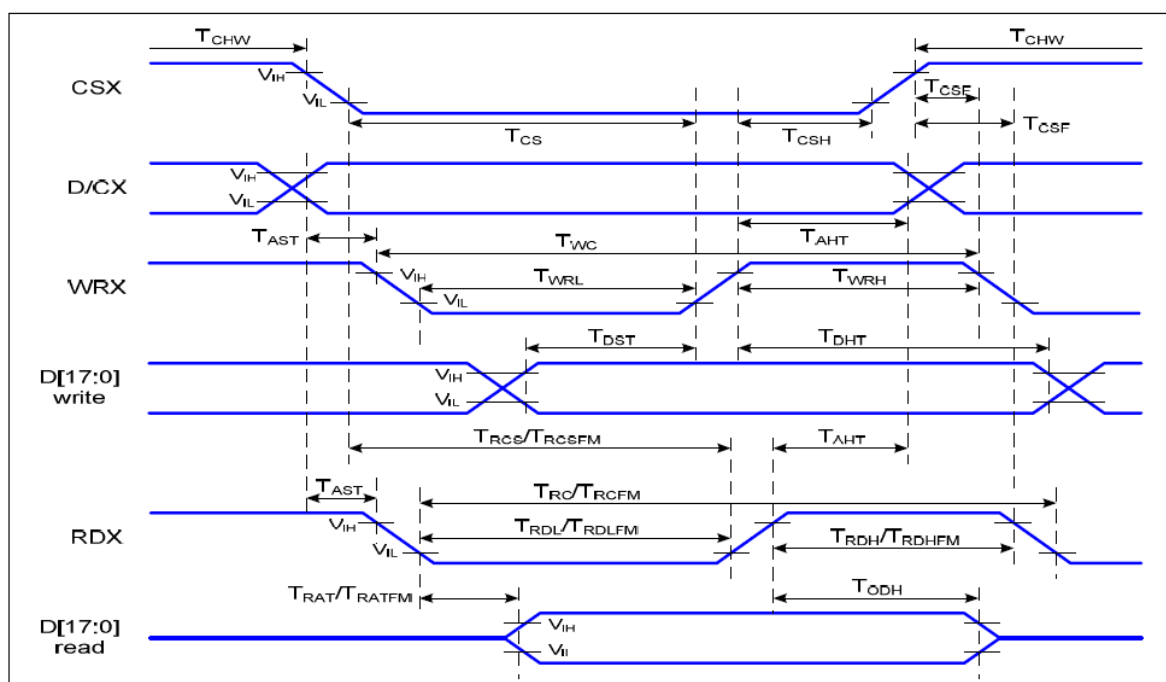 TCHW TCHW
CSX VIH
VIL
TCSF
TCSF
TCS TCSH
D/CX VIH
VIL
TAST TWC TAHT
WRX VIH
VIL
TWRL TWRH
TDST TDHT
D[17:0]
write
VIH
VIL
TRCS/TRCSFM TAHT
TAST TRC/TRCFM
RDX VIH
VIL
TRDL/TRDLFM TRDH/TRDHFM
TRAT/TRATFM TODH
D[17:0]
read
VIH
VIL